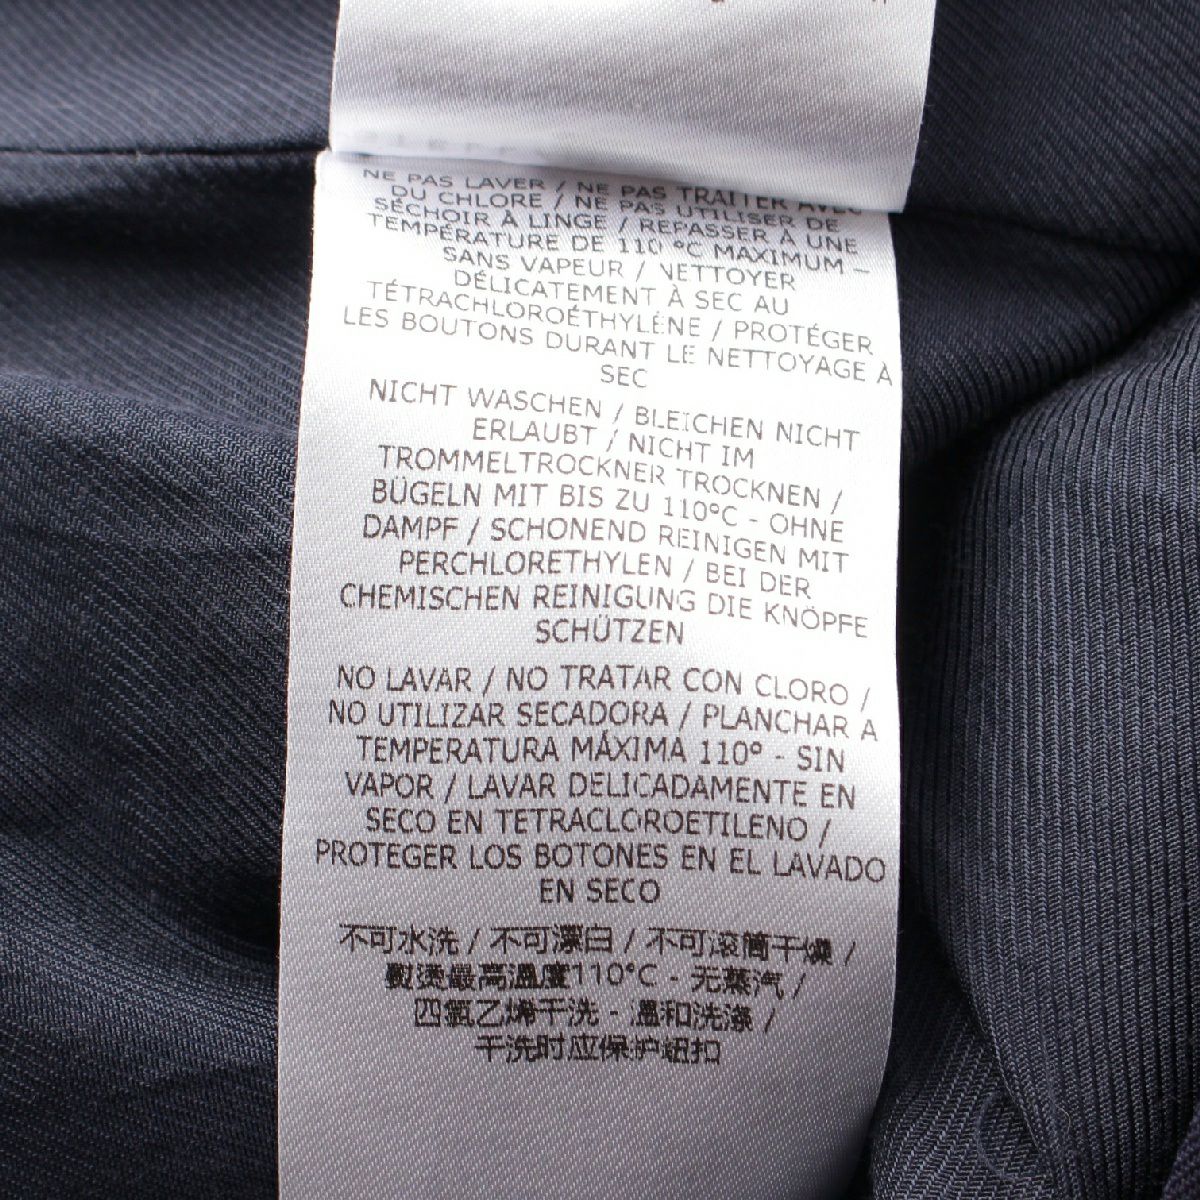 NE PAS LAVER / NE PAS TRAITER AVEC
DU CHLORE / NE PAS UTILISER DE
SÉCHOIR À LINGE / REPASSER À UNE
TEMPÉRATURE DE 110 °C MAXIMUM –
SANS VAPEUR / NETTOYER
DÉLICATEMENT À SEC AU
TÉTRACHLOROÉTHYLÈNE / PROTÉGER
LES BOUTONS DURANT LE NETTOYAGE À
SEC
NICHT WASCHEN / BLEICHEN NICHT
ERLAUBT / NICHT IM
TROMMELTROCKNER TROCKNEN /
BÜGELN MIT BIS ZU 110°C - OHNE
DAMPF / SCHONEND REINIGEN MIT
PERCHLORETHYLEN / BEI DER
CHEMISCHEN REINIGUNG DIE KNÖPFE
SCHÜTZEN
NO LAVAR / NO TRATAR CON CLORO /
NO UTILIZAR SECADORA / PLANCHAR A
TEMPERATURA MÁXIMA 110º - SIN
VAPOR / LAVAR DELICADAMENTE EN
SECO EN TETRACLOROETILENO /
PROTEGER LOS BOTONES EN EL LAVADO
EN SECO
不可水洗 / 不可漂白 / 不可滚筒干燥 /
熨烫最高温度110°C - 无蒸汽 /
四氯乙烯干洗 - 温和洗涤 /
干洗时应保护纽扣